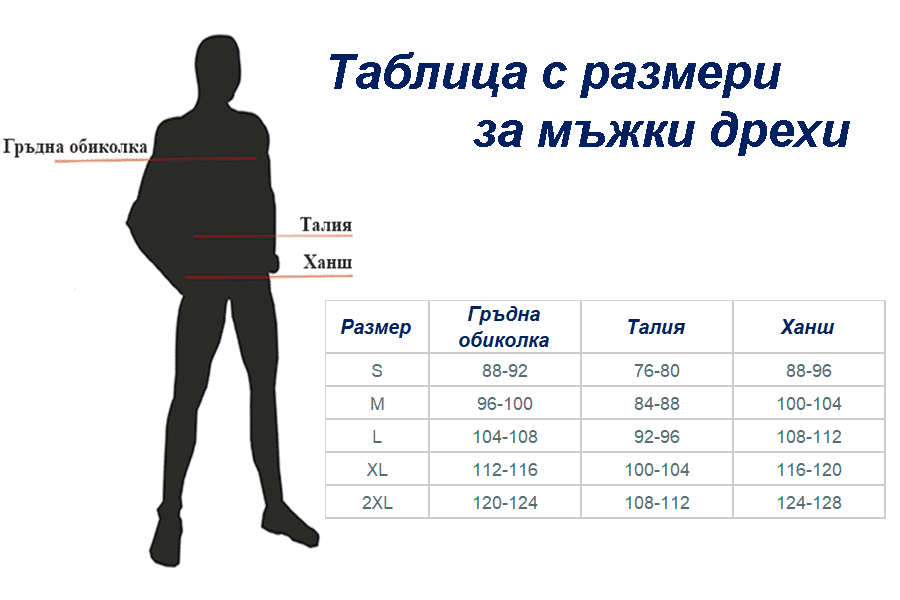 Таблица с размери
за мъжки дрехи
Гръдна обиколка
Талия
Ханш
Размер Гръдна обиколка Талия Ханш
S 88-92 76-80 88-96
M 96-100 84-88 100-104
L 104-108 92-96 108-112
XL 112-116 100-104 116-120
2XL 120-124 108-112 124-128